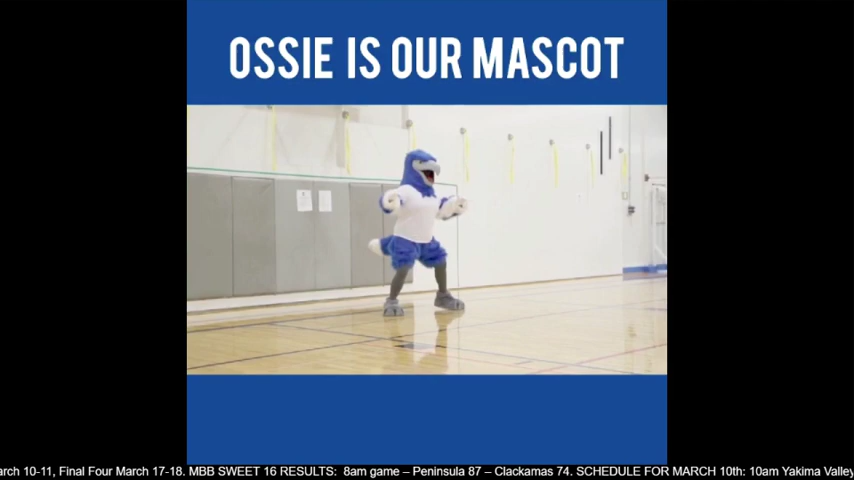 OSSIE IS OUR MASCOT
arch 10-11, Final Four March 17-18. MBB SWEET 16 RESULTS:  8am game – Peninsula 87 – Clackamas 74. SCHEDULE FOR MARCH 10th: 10am Yakima Valley